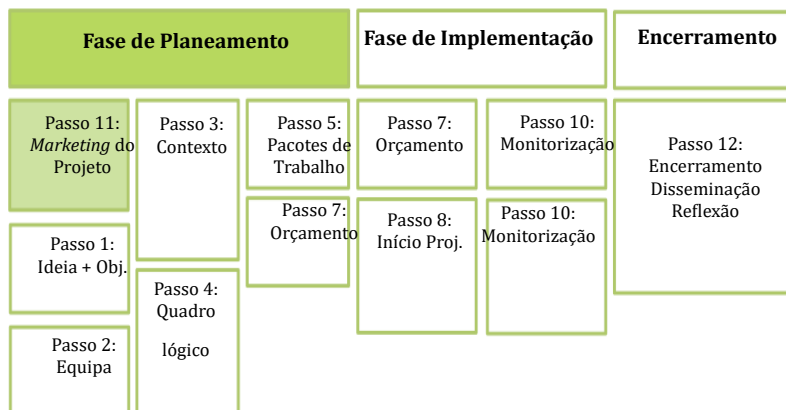 Fase de Planeamento
Fase de Implementação
Encerramento
Passo 11:
Marketing do
Projeto
Passo 1:
Ideia + Obj.
Passo 2:
Equipa
Passo 3:
Contexto
Passo 4:
Quadro
lógico
Passo 5:
Pacotes de
Trabalho
Passo 7:
Orçamento
Passo 7:
Orçamento
Passo 8:
Início Proj.
Passo 10:
Monitorização
Passo 10:
Monitorização
Passo 12:
Encerramento
Disseminação
Reflexão